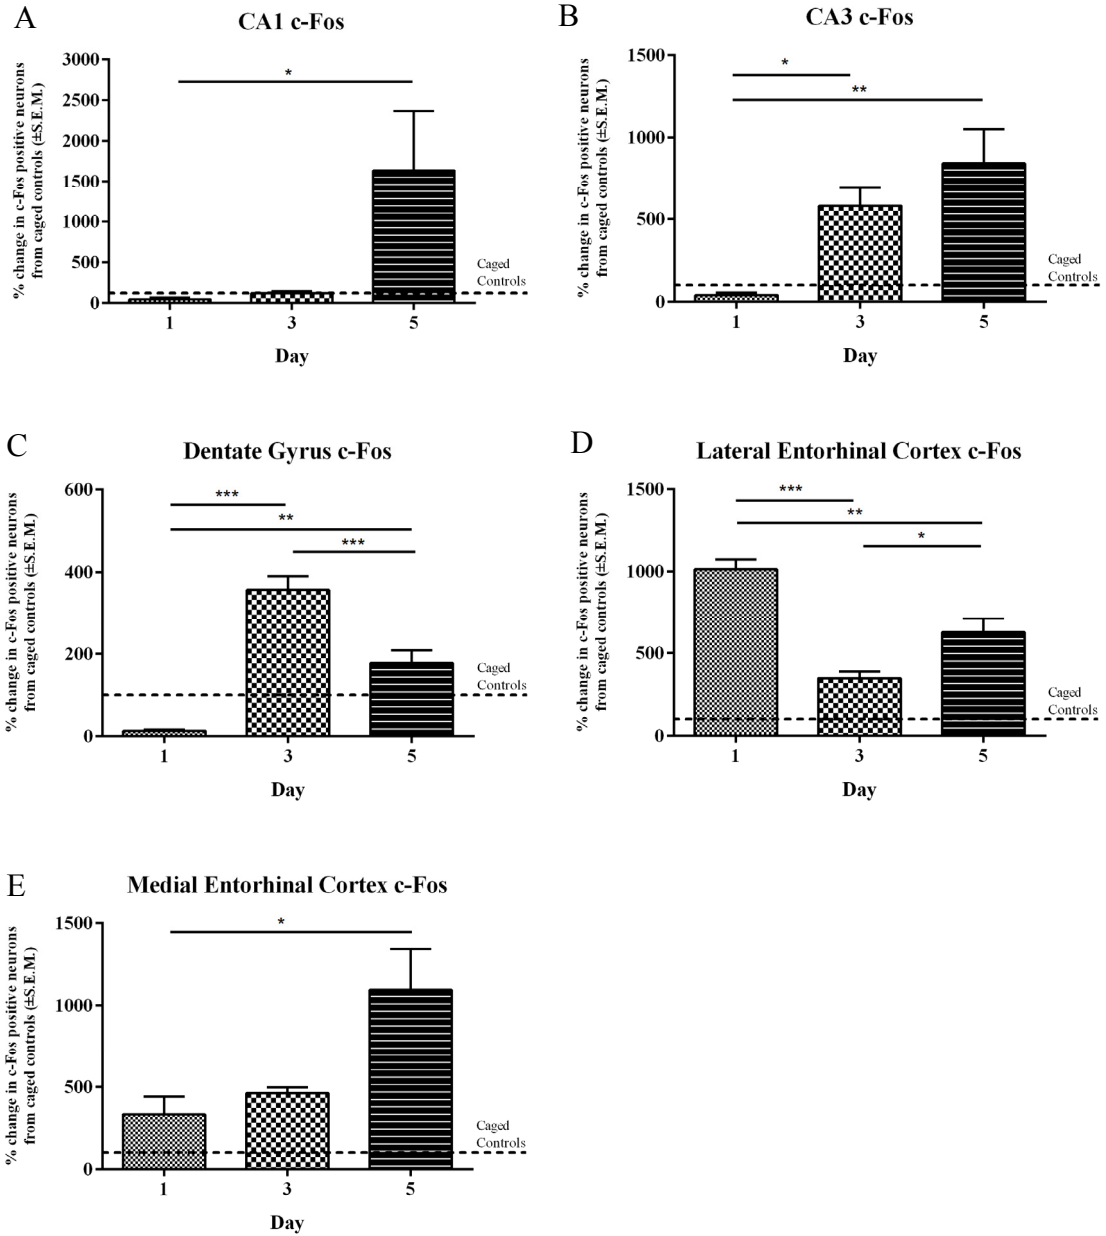 A
CA1 c-Fos
% change in c-Fos positive neurons
from caged controls (±S.E.M.)
3000
2500
2000
1500
1000
500
0
*
Caged
Controls
1 3 5
Day
B
CA3 c-Fos
% change in c-Fos positive neurons
from caged controls (±S.E.M.)
1500
1000
500
0
*
**
Caged
Controls
1 3 5
Day
C
Dentate Gyrus c-Fos
% change in c-Fos positive neurons
from caged controls (±S.E.M.)
600
400
200
0
***
**
***
Caged
Controls
1 3 5
Day
D
Lateral Entorhinal Cortex c-Fos
% change in c-Fos positive neurons
from caged controls (±S.E.M.)
1500
1000
500
0
***
**
*
Caged
Controls
1 3 5
Day
E
Medial Entorhinal Cortex c-Fos
% change in c-Fos positive neurons
from caged controls (±S.E.M.)
1500
1000
500
0
*
Caged
Controls
1 3 5
Day